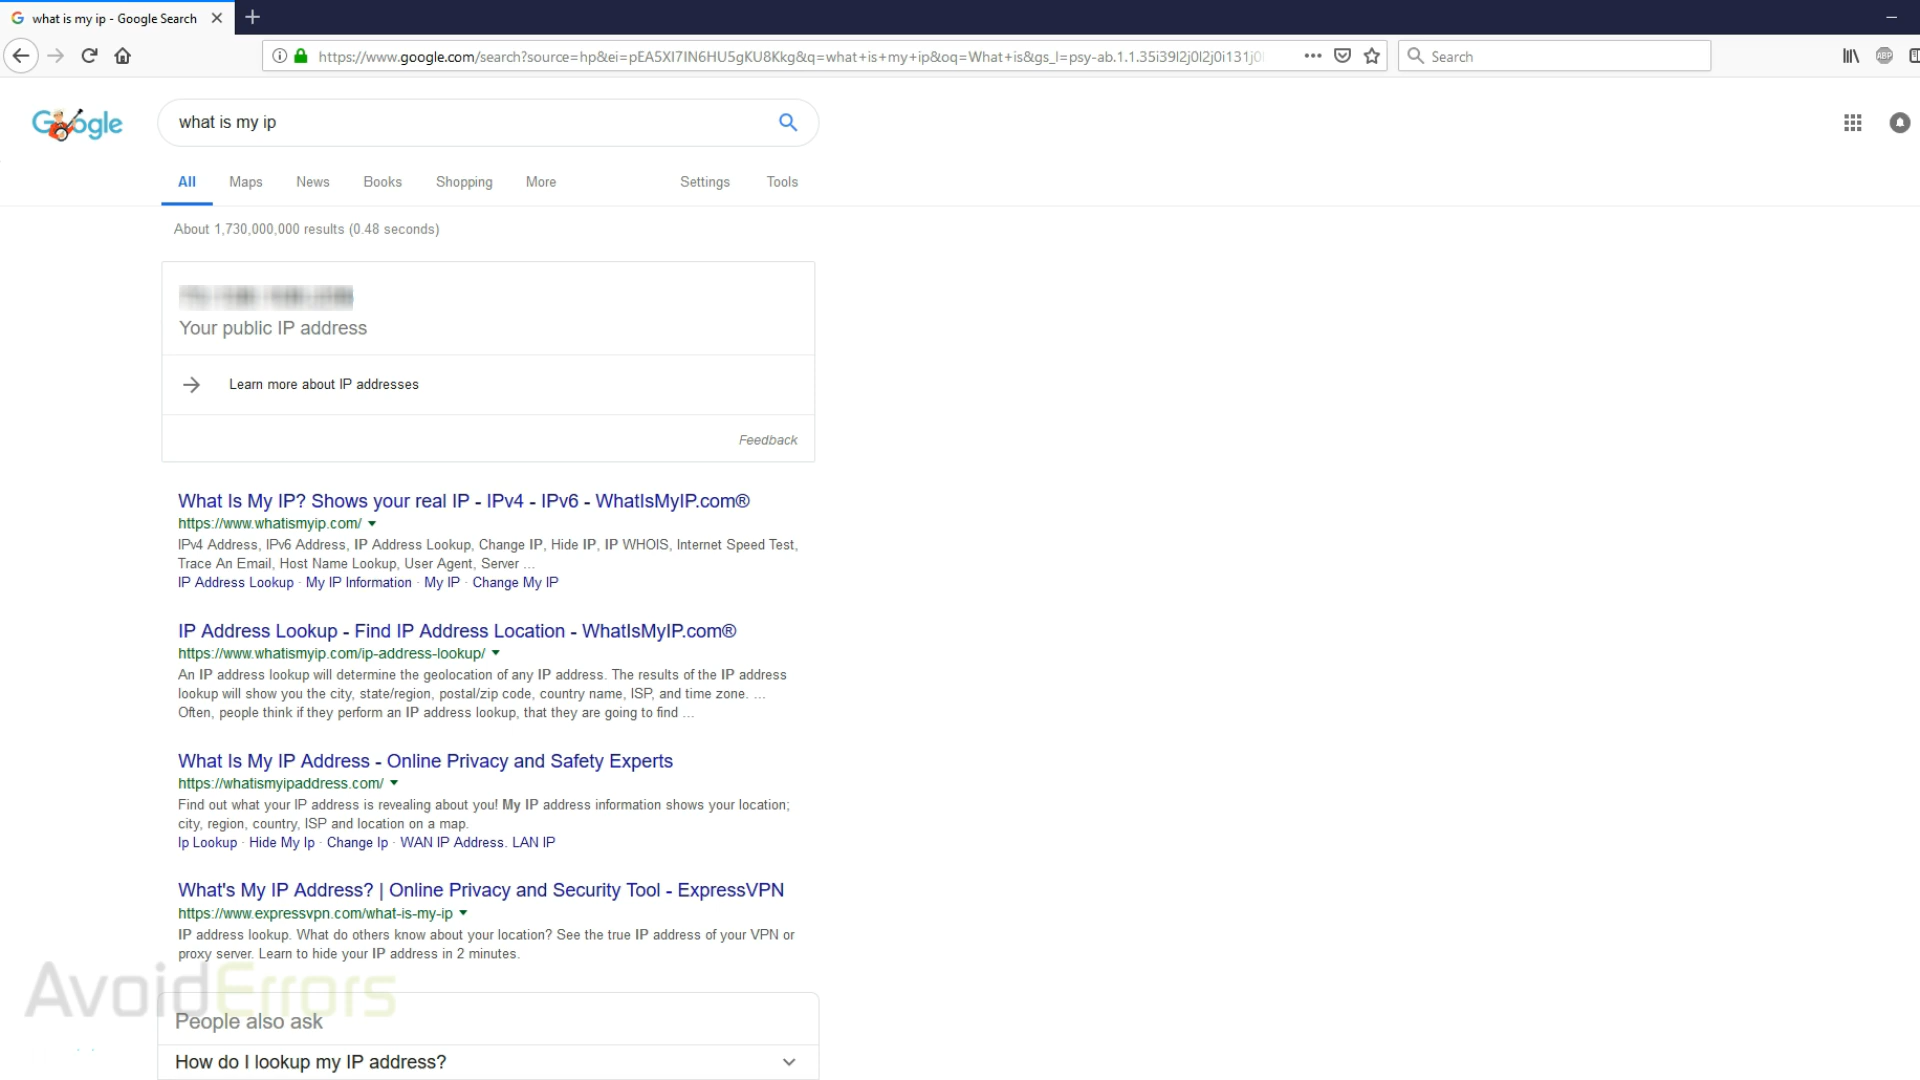 what is my ip - Google Search
https://www.google.com/search?source=hp&ei=pEA5XI7IN6HU5gKU8Kkg&q=what+is+my+ip&oq=What+is&gs_l=psy-ab.1.1.35i39l2j0l2j0i131j0
Search
ABP
Google
what is my ip
All Maps News Books Shopping More Settings Tools
About 1,730,000,000 results (0.48 seconds)
Your public IP address
Learn more about IP addresses
Feedback
What Is My IP? Shows your real IP - IPv4 - IPv6 - WhatIsMyIP.com®
https://www.whatismyip.com/
IPv4 Address, IPv6 Address, IP Address Lookup, Change IP, Hide IP, IP WHOIS, Internet Speed Test,
Trace An Email, Host Name Lookup, User Agent, Server ...
IP Address Lookup · My IP Information · My IP · Change My IP
IP Address Lookup - Find IP Address Location - WhatIsMyIP.com®
https://www.whatismyip.com/ip-address-lookup/
An IP address lookup will determine the geolocation of any IP address. The results of the IP address
lookup will show you the city, state/region, postal/zip code, country name, ISP, and time zone. ...
Often, people think if they perform an IP address lookup, that they are going to find ...
What Is My IP Address - Online Privacy and Safety Experts
https://whatismyipaddress.com/
Find out what your IP address is revealing about you! My IP address information shows your location;
city, region, country, ISP and location on a map.
Ip Lookup · Hide My Ip · Change Ip · WAN IP Address. LAN IP
What's My IP Address? | Online Privacy and Security Tool - ExpressVPN
https://www.expressvpn.com/what-is-my-ip
IP address lookup. What do others know about your location? See the true IP address of your VPN or
proxy server. Learn to hide your IP address in 2 minutes.
AvoidErrors
People also ask
How do I lookup my IP address?